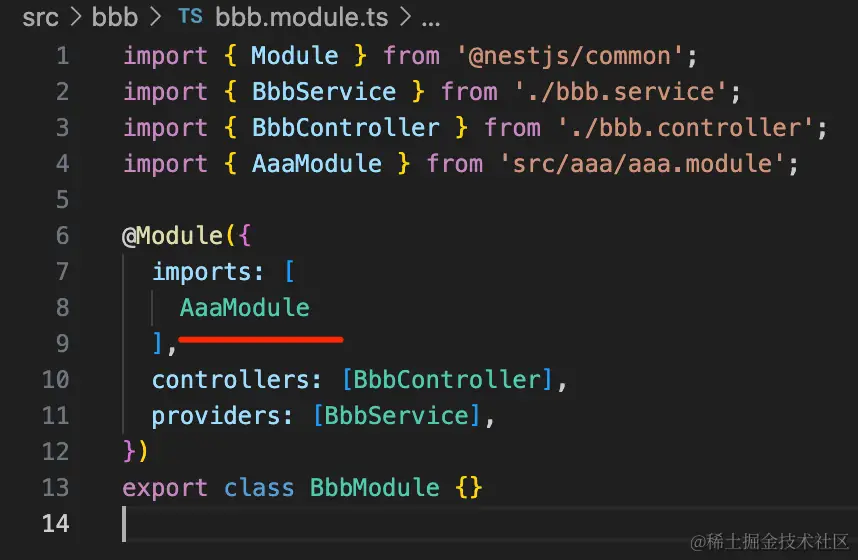 src > bbb > TS bbb.module.ts > ...
1 import { Module } from '@nestjs/common';
2 import { BbbService } from './bbb.service';
3 import { BbbController } from './bbb.controller';
4 import { AaaModule } from 'src/aaa/aaa.module';
5
6 @Module({
7   imports: [
8     AaaModule
9   ],
10   controllers: [BbbController],
11   providers: [BbbService],
12 })
13 export class BbbModule {}
14
@稀土掘金技术社区